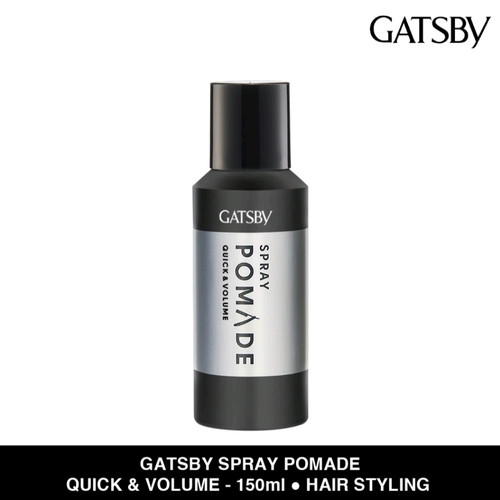 GATSBY
GATSBY
SPRAY
POMADE
QUICK & VOLUME
GATSBY SPRAY POMADE
QUICK & VOLUME - 150ml ● HAIR STYLING